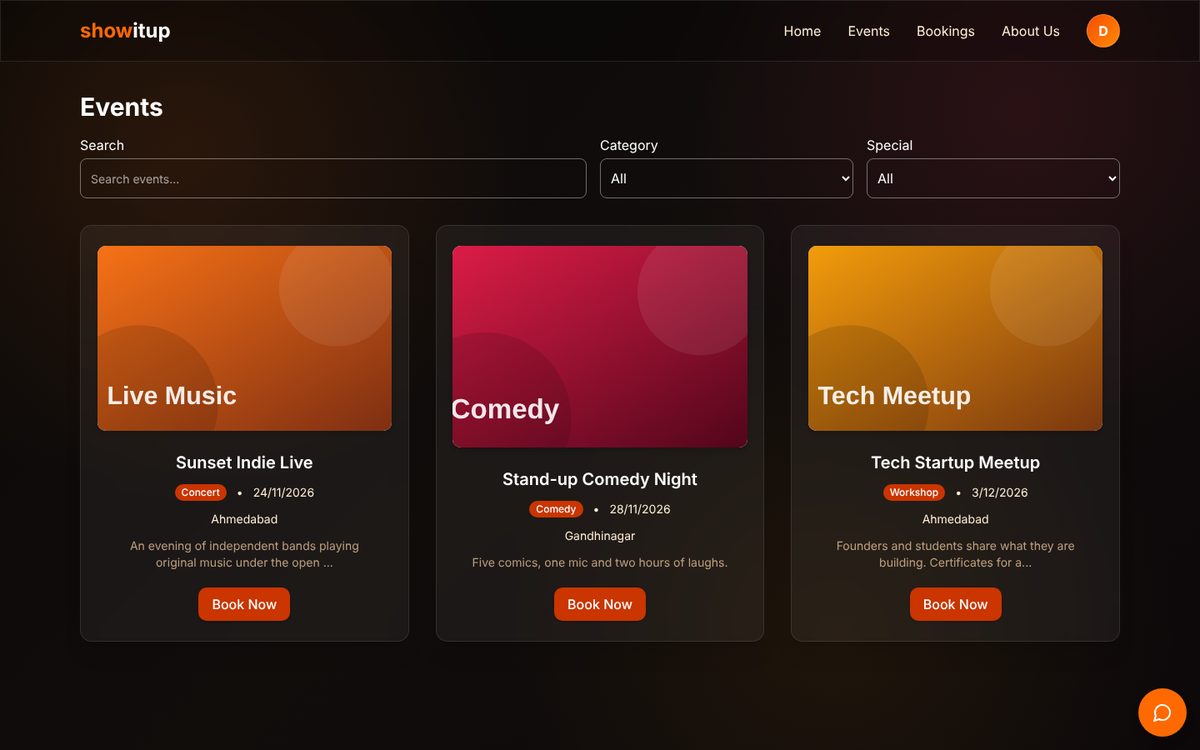 showitup
Home Events Bookings About Us D
Events
Search Category Special
Search events... All All
Live Music
Sunset Indie Live
Concert • 24/11/2026
Ahmedabad
An evening of independent bands playing
original music under the open ...
Book Now
Comedy
Stand-up Comedy Night
Comedy • 28/11/2026
Gandhinagar
Five comics, one mic and two hours of laughs.
Book Now
Tech Meetup
Tech Startup Meetup
Workshop • 3/12/2026
Ahmedabad
Founders and students share what they are
building. Certificates for a...
Book Now